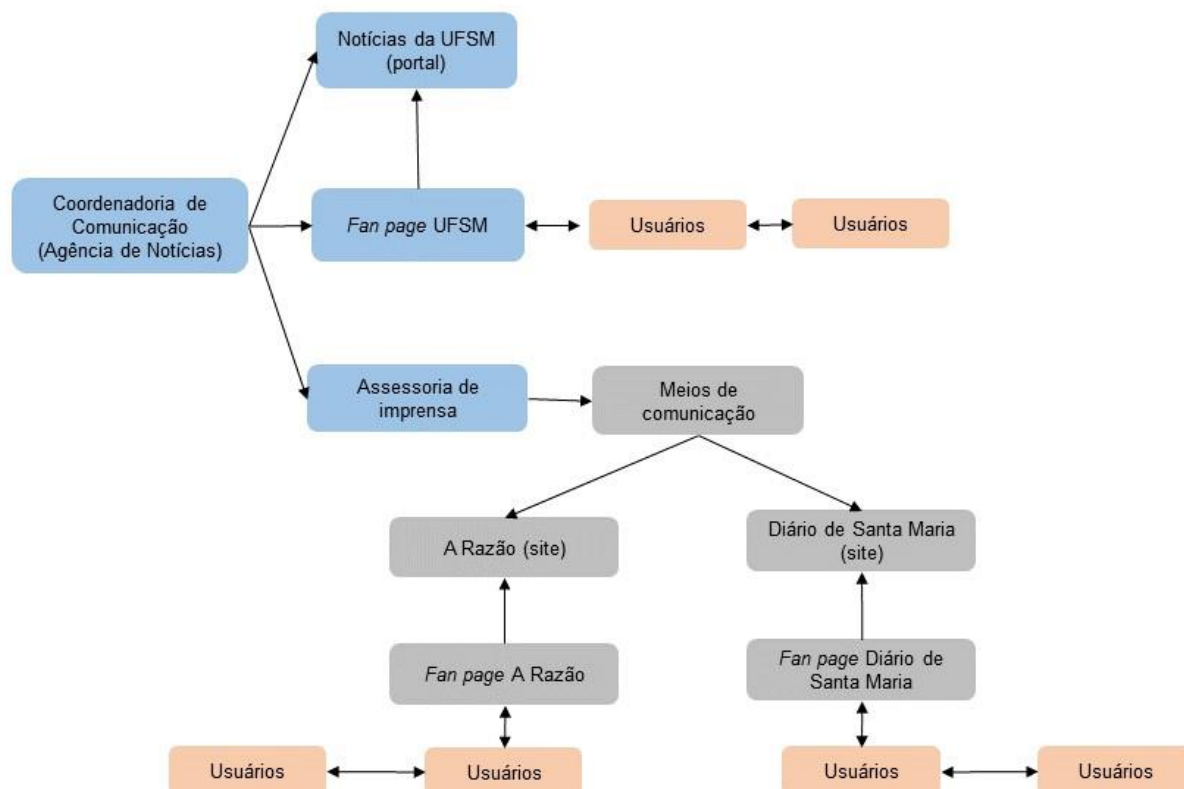 Notícias da UFSM
(portal)
Coordenadoria de
Comunicação
(Agência de Notícias)
Fan page UFSM
Usuários
Usuários
Assessoria de
imprensa
Meios de
comunicação
A Razão (site)
Diário de Santa Maria
(site)
Fan page A Razão
Fan page Diário de
Santa Maria
Usuários
Usuários
Usuários
Usuários